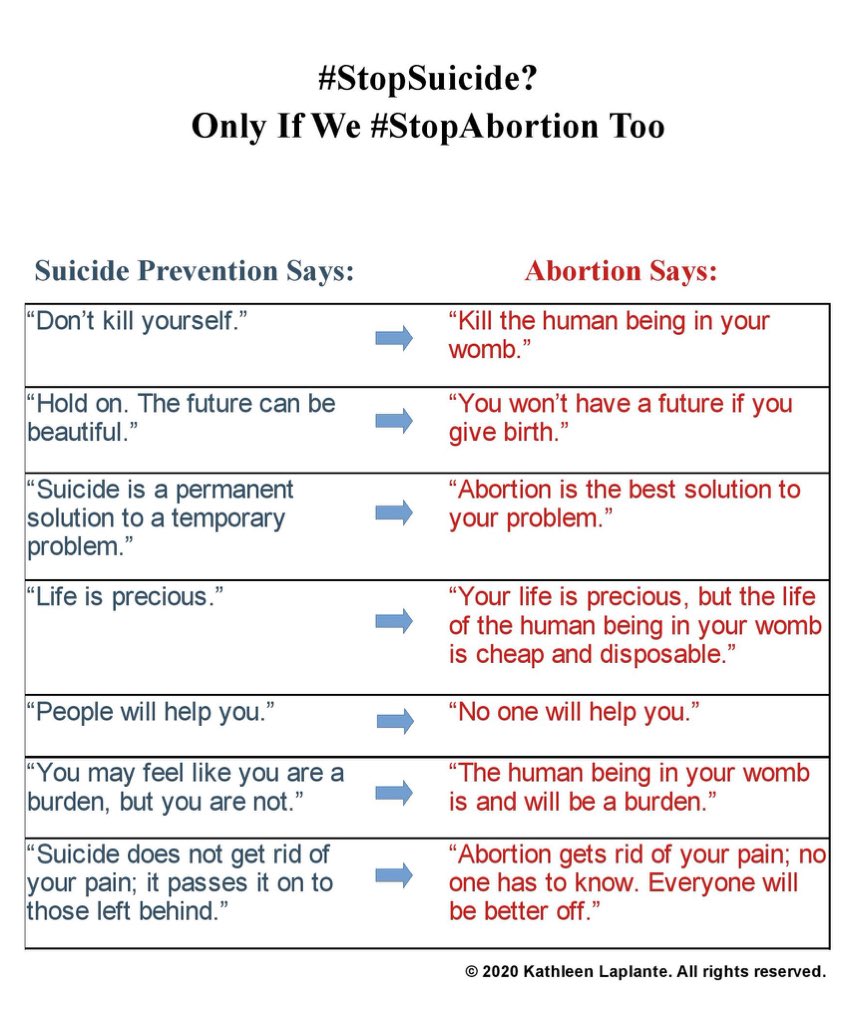 #StopSuicide?
Only If We #StopAbortion Too
Suicide Prevention Says:
Abortion Says:
“Don’t kill yourself.”
“Kill the human being in your
womb.”
“Hold on. The future can be
beautiful.”
“You won’t have a future if you
give birth.”
“Suicide is a permanent
solution to a temporary
problem.”
“Abortion is the best solution to
your problem.”
“Life is precious.”
“Your life is precious, but the life
of the human being in your womb
is cheap and disposable.”
“People will help you.”
“No one will help you.”
“You may feel like you are a
burden, but you are not.”
“The human being in your womb
is and will be a burden.”
“Suicide does not get rid of
your pain; it passes it on to
those left behind.”
“Abortion gets rid of your pain; no
one has to know. Everyone will
be better off.”
© 2020 Kathleen Laplante. All rights reserved.